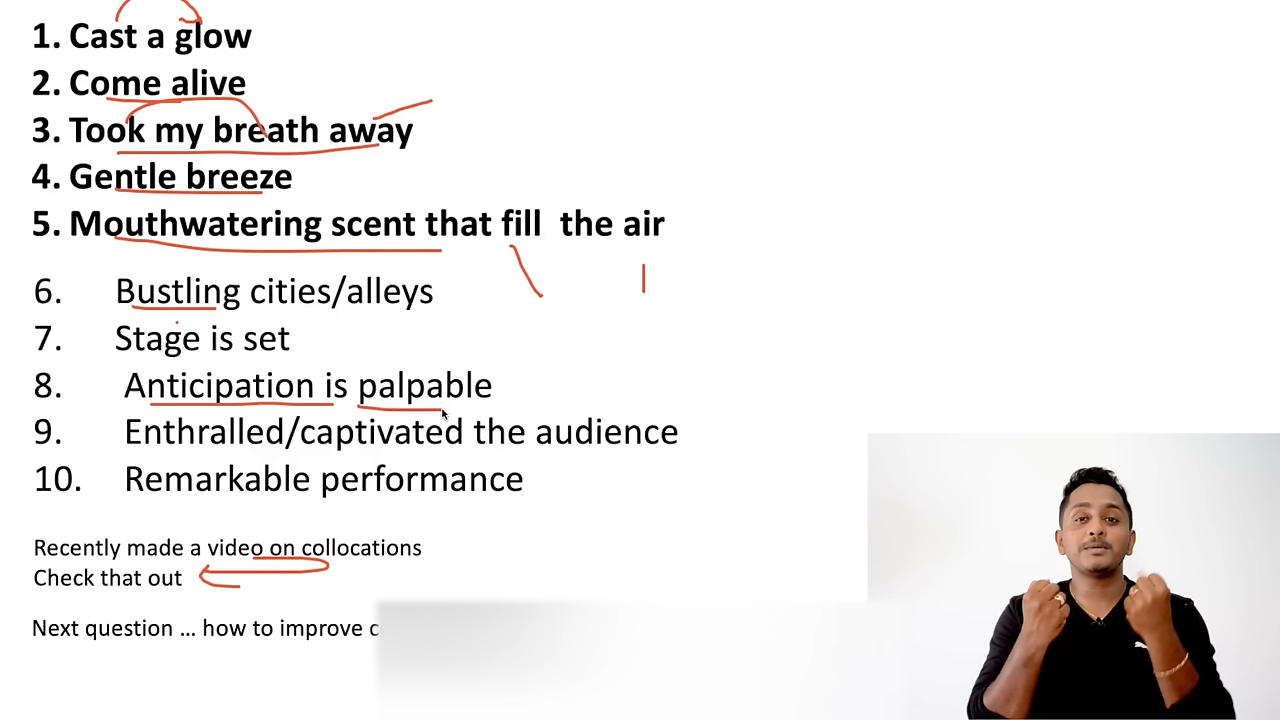 1. Cast a glow
2. Come alive
3. Took my breath away
4. Gentle breeze
5. Mouthwatering scent that fill the air
6. Bustling cities/alleys
7. Stage is set
8. Anticipation is palpable
9. Enthralled/captivated the audience
10. Remarkable performance
Recently made a video on collocations
Check that out
Next question ... how to improve